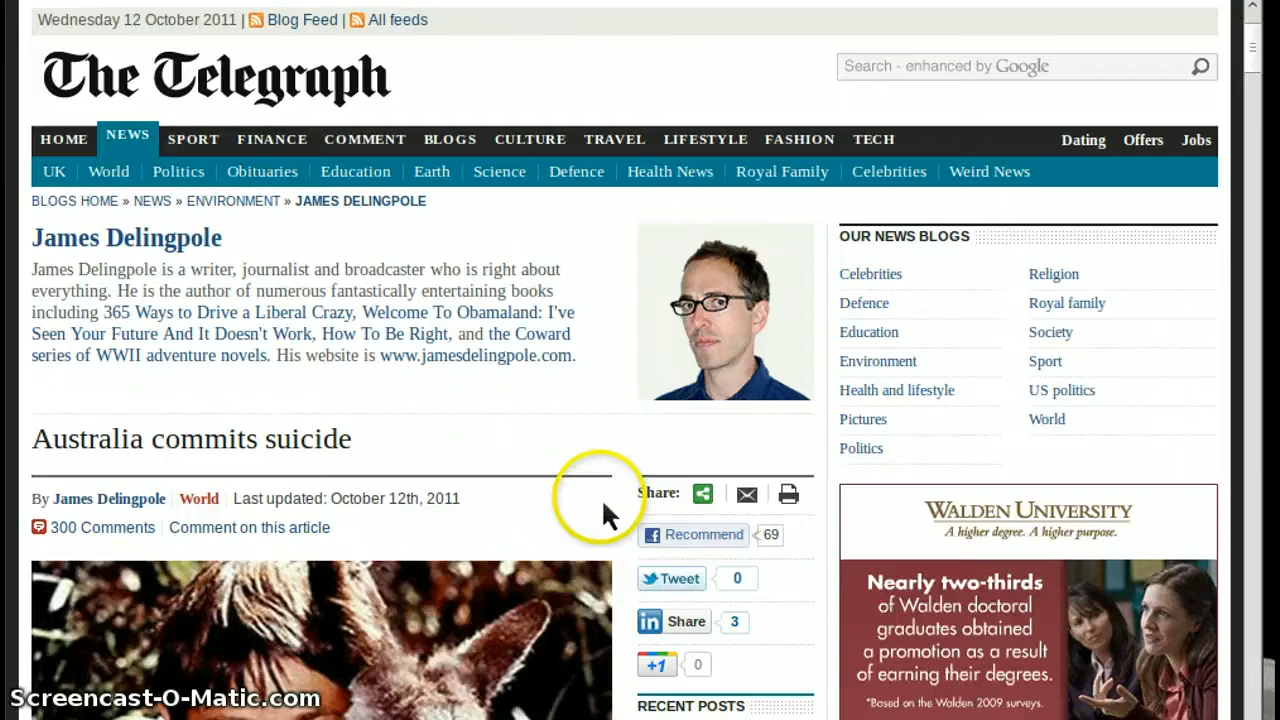 Wednesday 12 October 2011 | Blog Feed | All feeds
The Telegraph
Search - enhanced by Google
HOME NEWS SPORT FINANCE COMMENT BLOGS CULTURE TRAVEL LIFESTYLE FASHION TECH Dating Offers Jobs
UK World Politics Obituaries Education Earth Science Defence Health News Royal Family Celebrities Weird News
BLOGS HOME » NEWS » ENVIRONMENT » JAMES DELINGPOLE
James Delingpole
James Delingpole is a writer, journalist and broadcaster who is right about
everything. He is the author of numerous fantastically entertaining books
including 365 Ways to Drive a Liberal Crazy, Welcome To Obamaland: I've
Seen Your Future And It Doesn't Work, How To Be Right, and the Coward
series of WWII adventure novels. His website is www.jamesdelingpole.com.
OUR NEWS BLOGS
Celebrities Religion
Defence Royal family
Education Society
Environment Sport
Health and lifestyle US politics
Pictures World
Politics
Australia commits suicide
By James Delingpole World Last updated: October 12th, 2011
300 Comments Comment on this article
Share:
Recommend 69
Tweet 0
in Share 3
+1 0
RECENT POSTS
WALDEN UNIVERSITY
A higher degree. A higher purpose.
Nearly two-thirds
of Walden doctoral
graduates obtained
a promotion as a result
of earning their degrees.
*Based on the Walden 2009 surveys.
Screencast-O-Matic.com